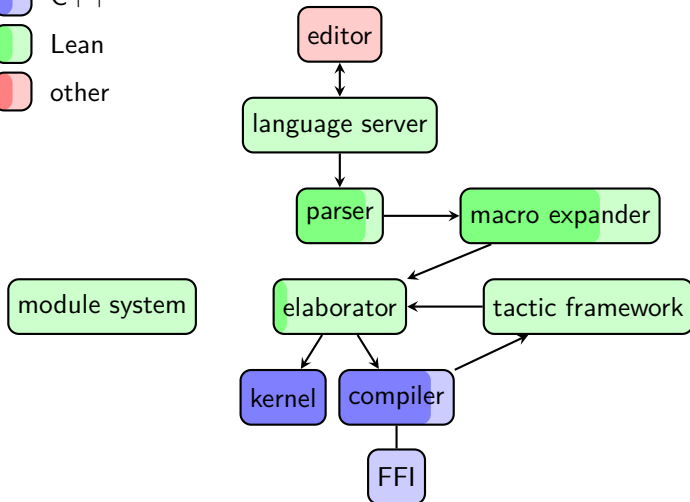 C++
Lean
other
editor
language server
parser
macro expander
module system
elaborator
tactic framework
kernel
compiler
FFI